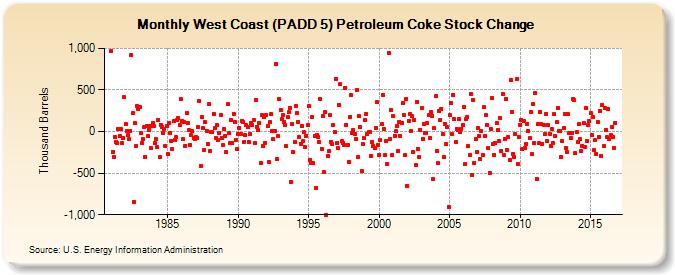 Monthly West Coast (PADD 5) Petroleum Coke Stock Change
Thousand Barrels
1,000
500
0
-500
-1,000
1985 1990 1995 2000 2005 2010 2015
Source: U.S. Energy Information Administration